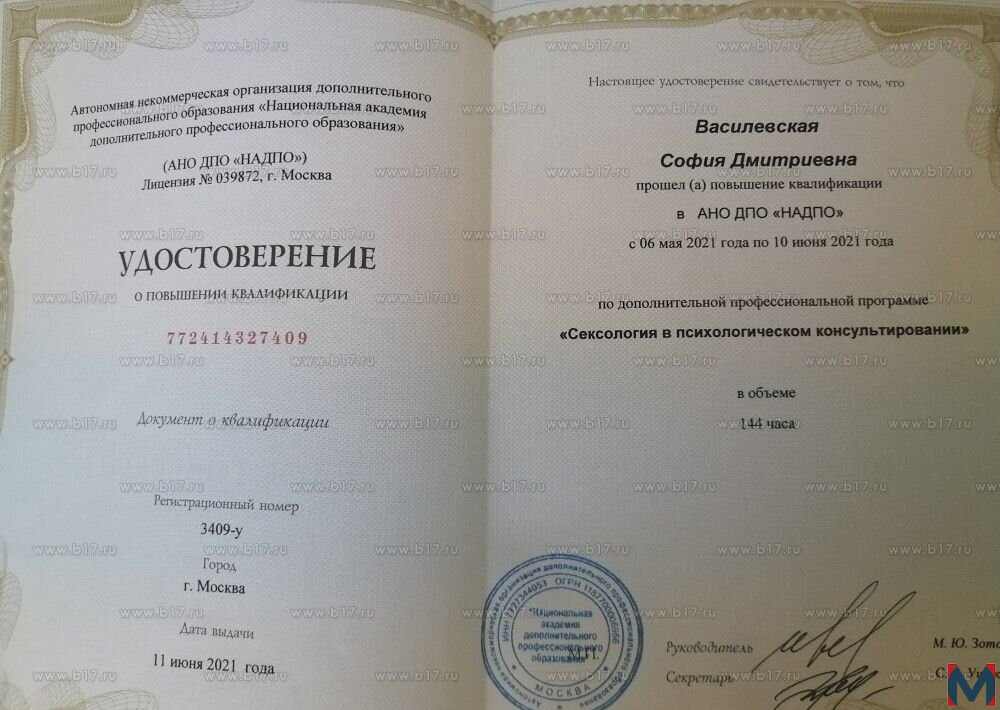 Автономная некоммерческая организация дополнительного
профессионального образования «Национальная академия
дополнительного профессионального образования»
(АНО ДПО «НАДПО»)
Лицензия № 039872, г. Москва
УДОСТОВЕРЕНИЕ
О ПОВЫШЕНИИ КВАЛИФИКАЦИИ
772414327409
Документ о квалификации
Регистрационный номер
3409-у
Город
г. Москва
Дата выдачи
11 июня 2021 года
Настоящее удостоверение свидетельствует о том, что
Василевская
София Дмитриевна
прошел (а) повышение квалификации
в АНО ДПО «НАДПО»
с 06 мая 2021 года по 10 июня 2021 года
по дополнительной профессиональной программе
«Сексология в психологическом консультировании»
в объеме
144 часа
"Национальная
академия
дополнительного
профессионального
образования"
М.П.
МОСКВА
Руководитель
М. Ю.
Секретарь
М
www.b17.ru